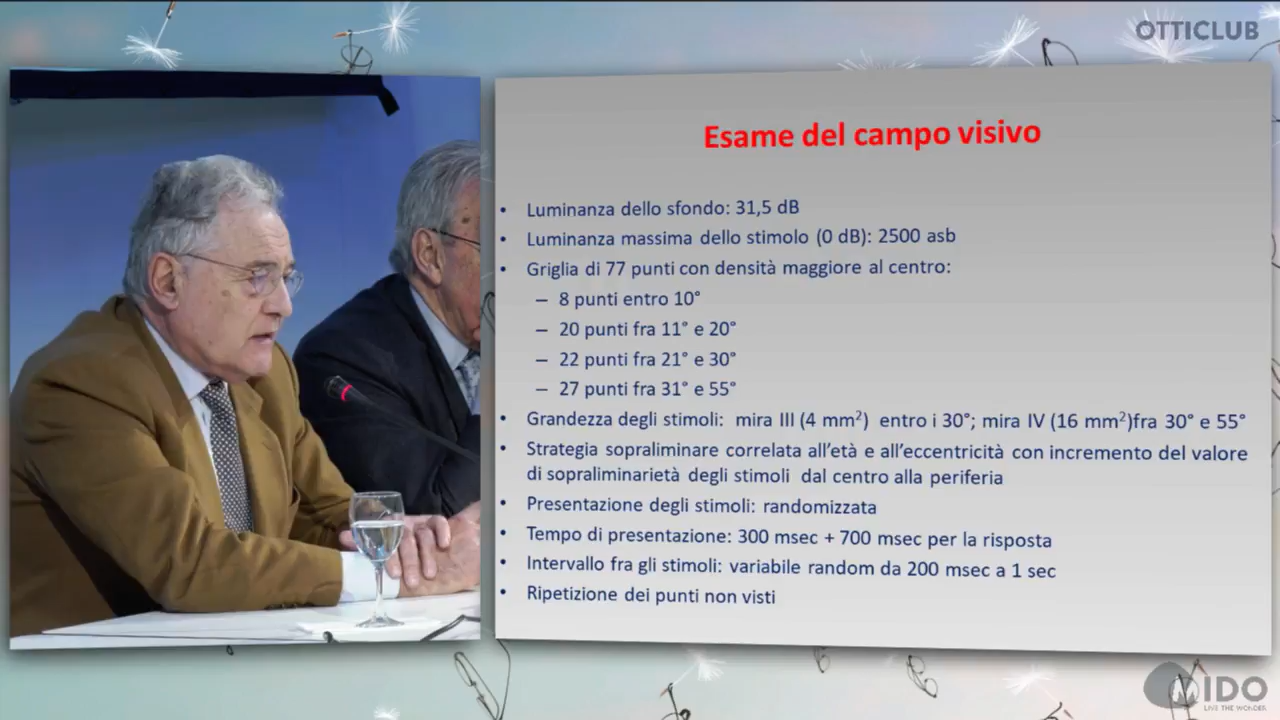 OTTICLUB
Esame del campo visivo
• Luminanza dello sfondo: 31,5 dB
• Luminanza massima dello stimolo (0 dB): 2500 asb
• Griglia di 77 punti con densità maggiore al centro:
– 8 punti entro 10°
– 20 punti fra 11° e 20°
– 22 punti fra 21° e 30°
– 27 punti fra 31° e 55°
• Grandezza degli stimoli: mira III (4 mm²) entro i 30°; mira IV (16 mm²)fra 30° e 55°
• Strategia sopraliminare correlata all'età e all'eccentricità con incremento del valore
di sopraliminarietà degli stimoli dal centro alla periferia
• Presentazione degli stimoli: randomizzata
• Tempo di presentazione: 300 msec + 700 msec per la risposta
• Intervallo fra gli stimoli: variabile random da 200 msec a 1 sec
• Ripetizione dei punti non visti
MIDO
LIVE THE WONDER